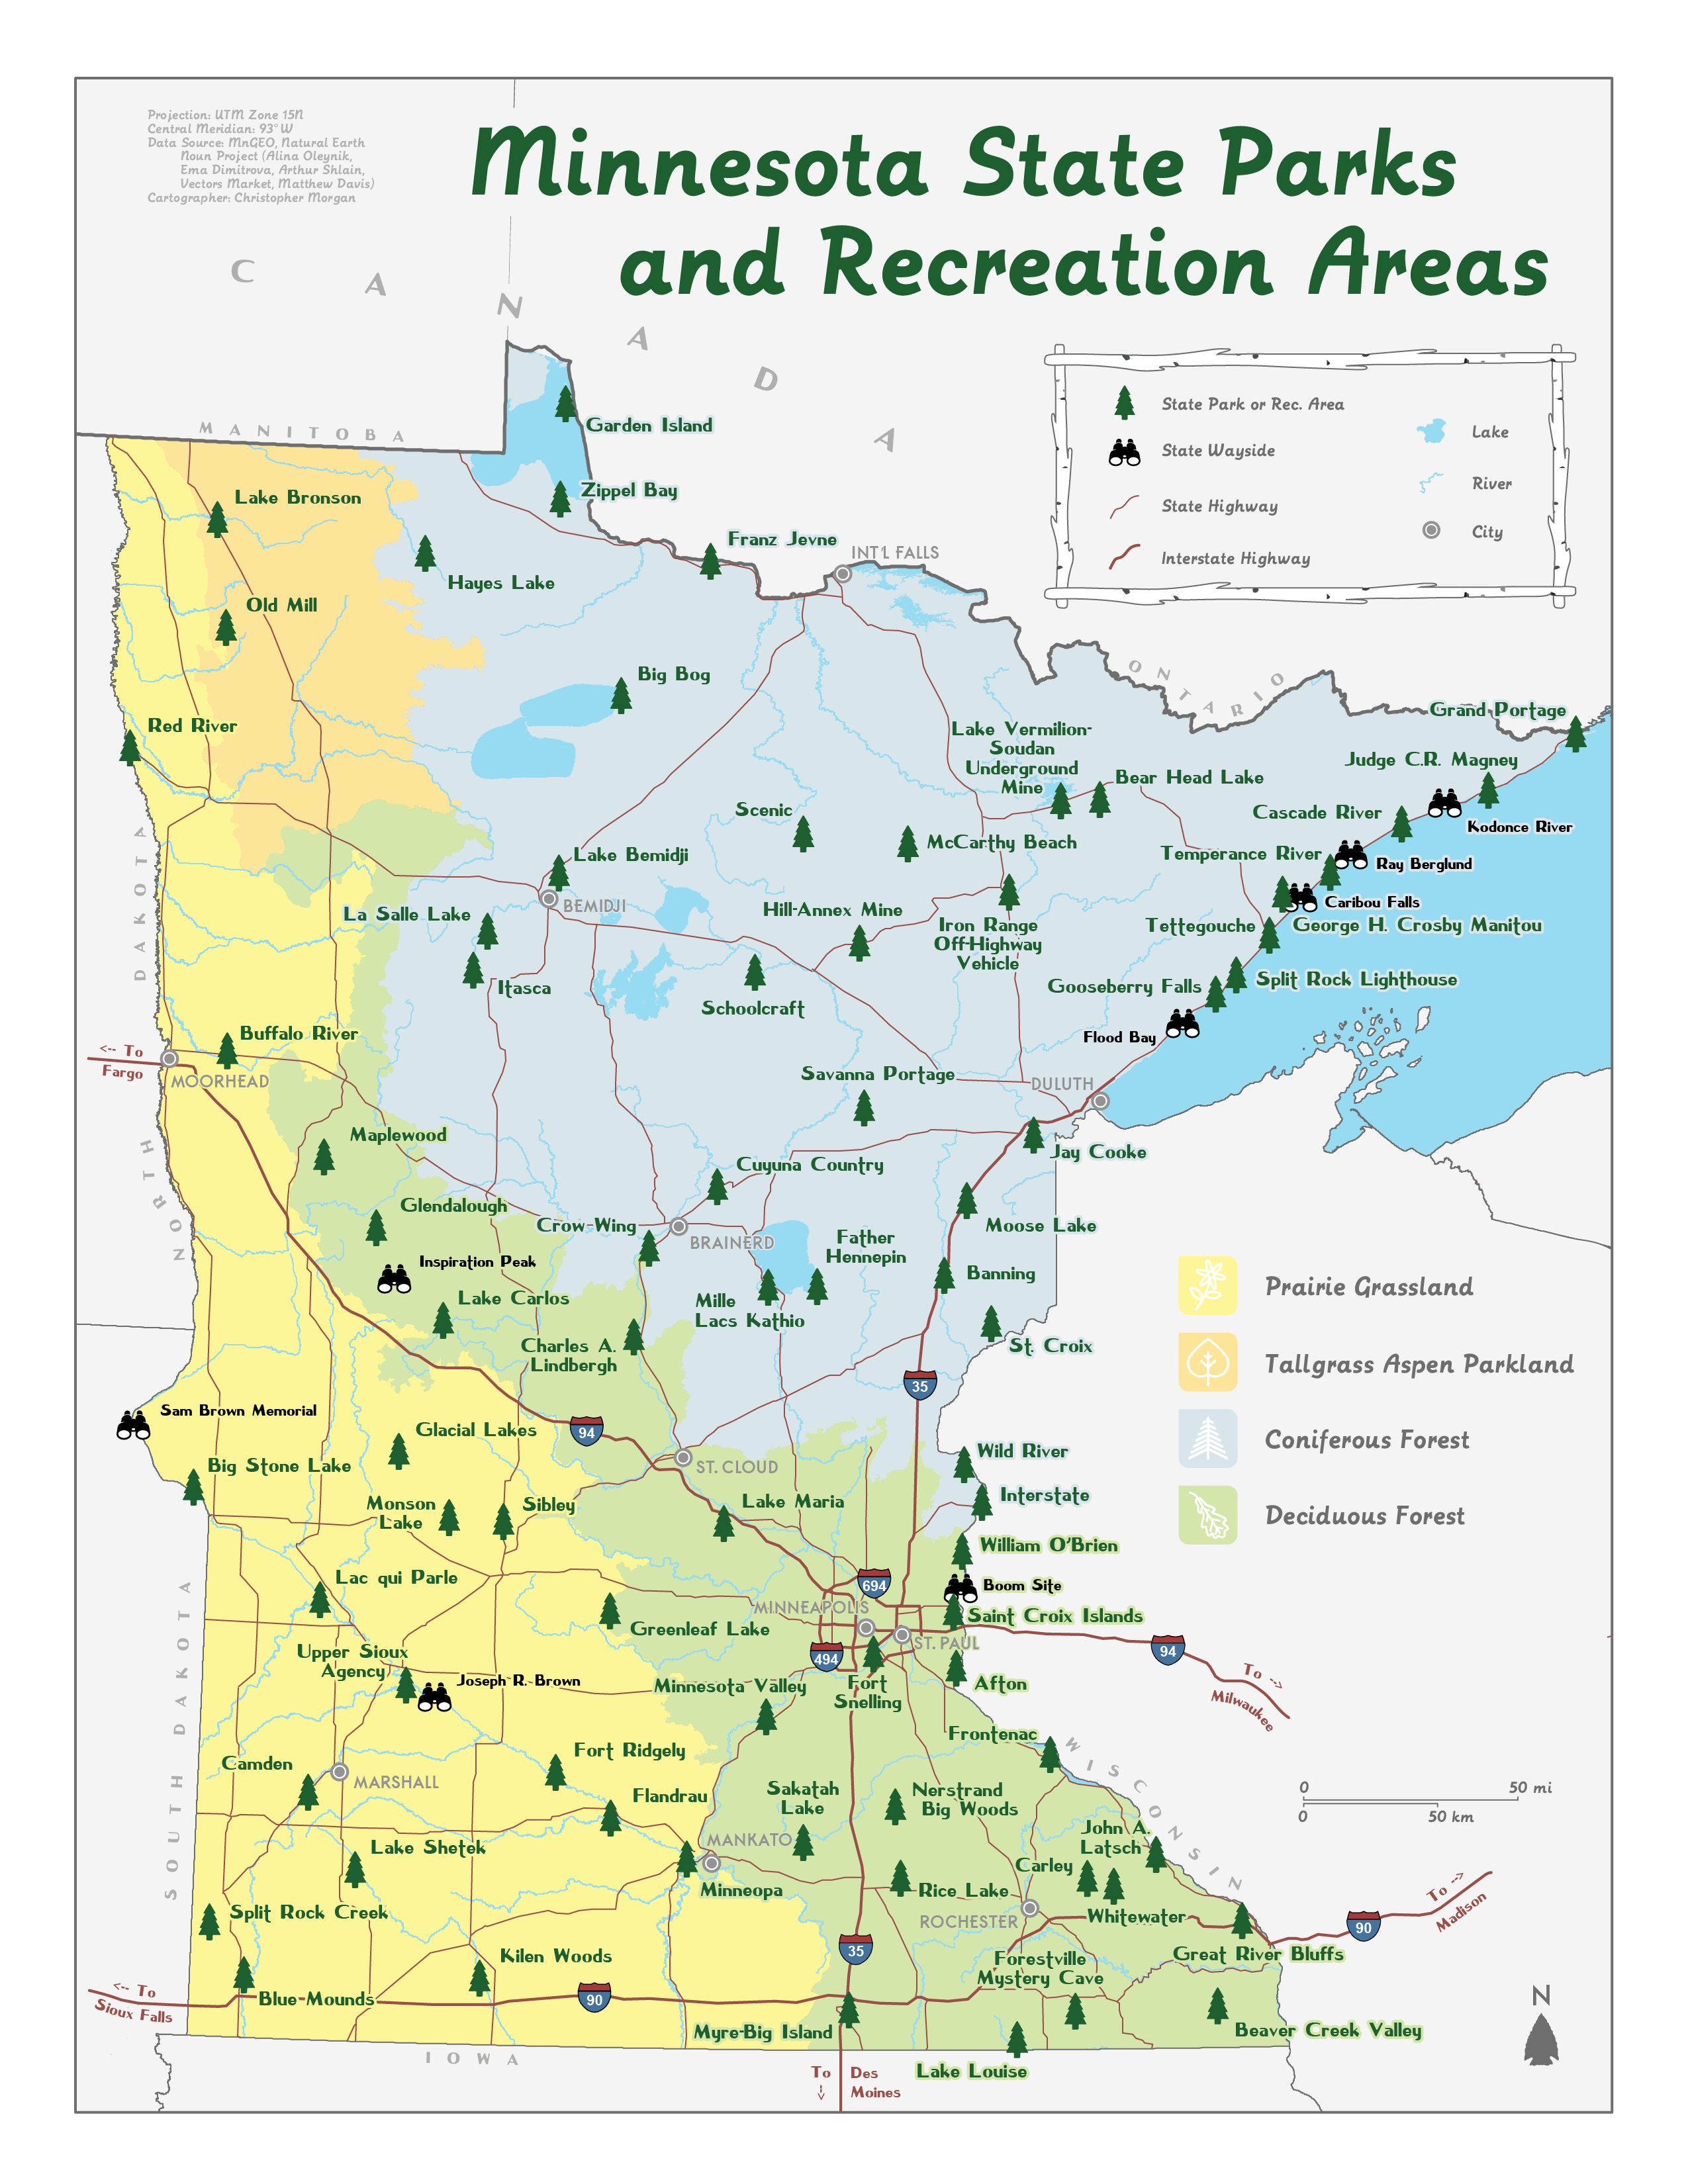 Projection: UTM Zone 15N
Central Meridian: 93° W
Data Source: MnGEO, Natural Earth
Noun Project (Alina Oleynik,
Ema Dimitrova, Arthur Shlain,
Vectors Market, Matthew Davis)
Cartographer: Christopher Morgan
Minnesota State Parks
and Recreation Areas
CANADA
State Park or Rec. Area
State Wayside
State Highway
Interstate Highway
Lake
River
City
MANITOBA
ONTARIO
Garden Island
Zippel Bay
Lake Bronson
Franz Jevne
INT'L FALLS
Hayes Lake
Old Mill
Big Bog
Red River
Grand Portage
Lake Vermilion-
Soudan
Underground
Mine
Judge C.R. Magney
Bear Head Lake
Cascade River
Kodonce River
Scenic
McCarthy Beach
Temperance River
Ray Berglund
Lake Bemidji
BEMIDJI
Caribou Falls
La Salle Lake
Hill-Annex Mine
Iron Range
Off-Highway
Vehicle
Tettegouche
George H. Crosby Manitou
Itasca
Schoolcraft
Gooseberry Falls
Split Rock Lighthouse
Flood Bay
NORTH DAKOTA
Buffalo River
<-- To
Fargo
MOORHEAD
Savanna Portage
DULUTH
Maplewood
Jay Cooke
Cuyuna Country
Glendalough
Crow Wing
BRAINERD
Moose Lake
Father
Hennepin
Inspiration Peak
Banning
Lake Carlos
Mille
Lacs Kathio
Charles A.
Lindbergh
St. Croix
Prairie Grassland
Tallgrass Aspen Parkland
Coniferous Forest
Deciduous Forest
35
Sam Brown Memorial
Glacial Lakes
94
Big Stone Lake
ST. CLOUD
Wild River
Monson
Lake
Sibley
Lake Maria
Interstate
William O'Brien
Lac qui Parle
694
Boom Site
MINNEAPOLIS
Saint Croix Islands
Greenleaf Lake
ST. PAUL
494
94
To -->
Milwaukee
Upper Sioux
Agency
Joseph R. Brown
Minnesota Valley
Fort
Snelling
Afton
SOUTH DAKOTA
Frontenac
WISCONSIN
Camden
MARSHALL
Fort Ridgely
Flandrau
Sakatah
Lake
Nerstrand
Big Woods
0 50 mi
0 50 km
Lake Shetek
MANKATO
John A.
Latsch
Carley
Minneopa
Rice Lake
ROCHESTER
Whitewater
To -->
Madison
90
Split Rock Creek
Great River Bluffs
Kilen Woods
35
Forestville
Mystery Cave
<-- To
Sioux Falls
Blue Mounds
90
Myre-Big Island
Beaver Creek Valley
N
IOWA
Lake Louise
To -->
Des
Moines